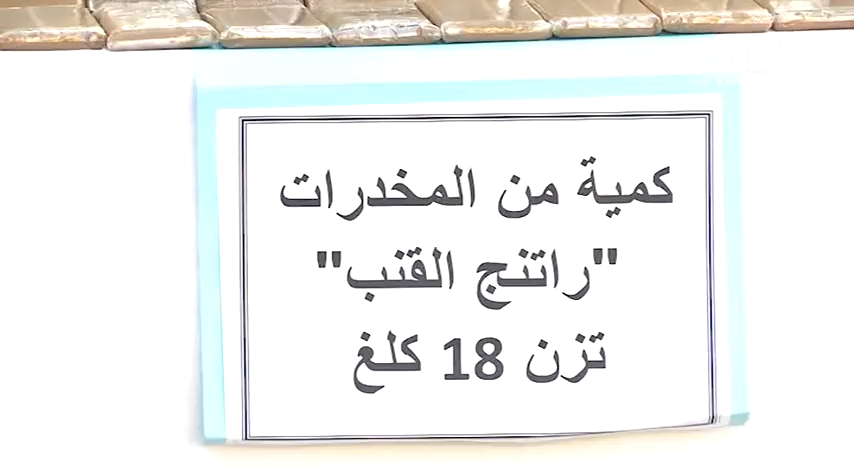 كمية من المخدرات
"راتنج القنب"
تزن 18 كلغ